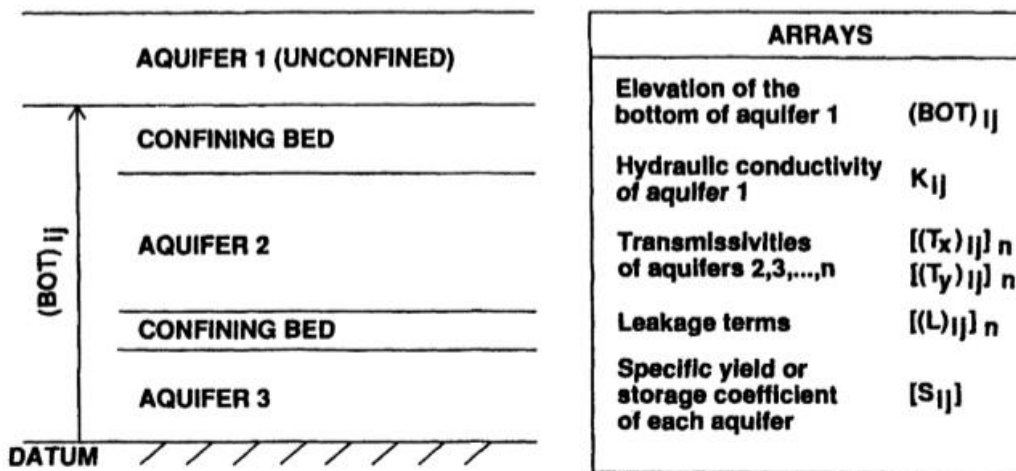 AQUIFER 1 (UNCONFINED)
CONFINING BED
AQUIFER 2
CONFINING BED
AQUIFER 3
(BOT) ij
DATUM
ARRAYS
Elevation of the
bottom of aquifer 1 (BOT) ij
Hydraulic conductivity
of aquifer 1 K ij
Transmissivities [(Tx) ij] n
of aquifers 2,3,...,n [(Ty) ij] n
Leakage terms [(L) ij] n
Specific yield or
storage coefficient [S ij]
of each aquifer